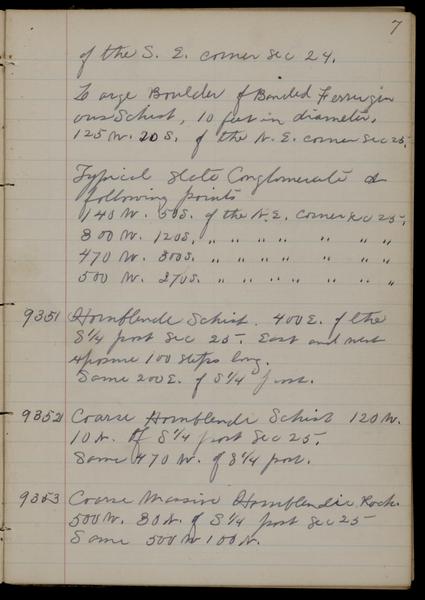 7
of the S. E. corner Sec 24.
Large Boulder of Banded Ferrugin
ous Schist, 10 feet in diameter.
125 W. 20 S. of the N. E. corner Sec 25.
Typical Slate Conglomerate at
following points
140 W. 50 S. of the N. E. corner Sec 25.
800 W. 120 S. " " " " " "
470 W. 300 S. " " " " " "
500 W. 270 S. " " " " " "
9351 Hornblende Schist. 400 E. of the
S 1/4 post Sec 25. East and west
exposure 100 steps long.
Same 200 E. of S 1/4 post.
9352 Coarse Hornblende Schist 120 W.
10 N. of S 1/4 post Sec 25.
Same 470 W. of S 1/4 post.
9353 Coarse Massive Hornblendic Rock
500 W. 80 N. of S 1/4 post Sec 25
Same 500 W 100 N.